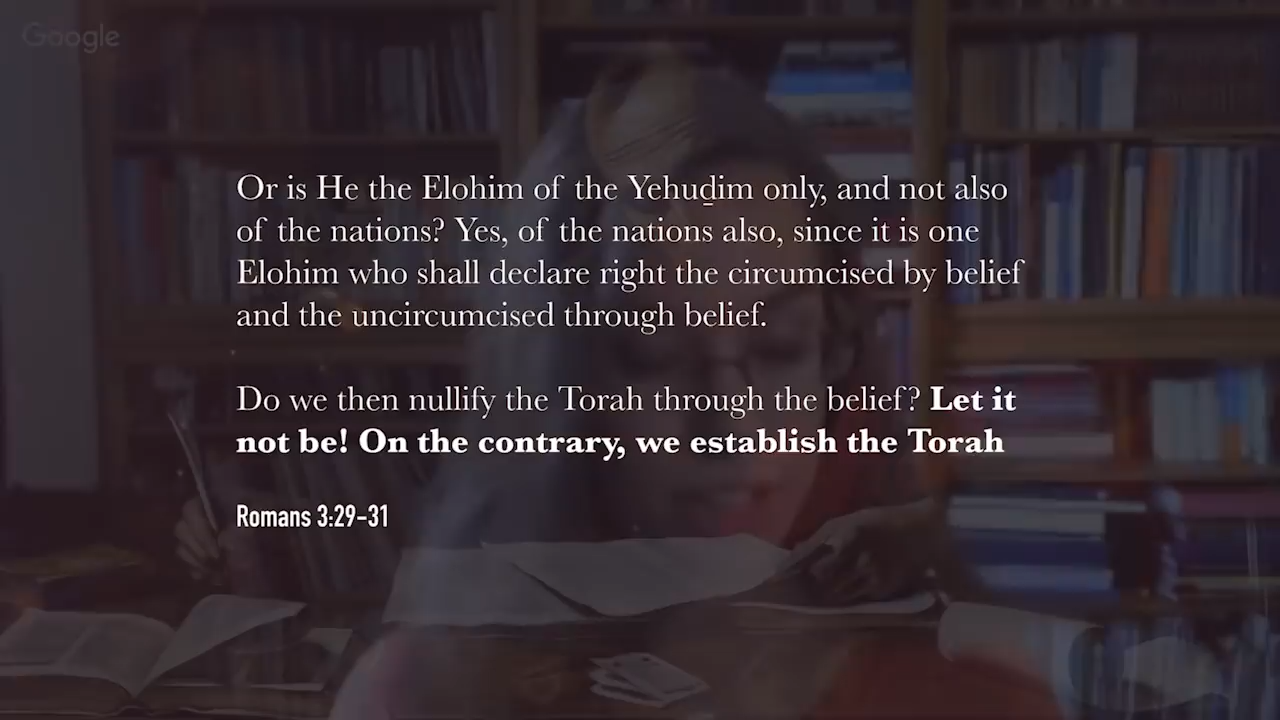 Google
Or is He the Elohim of the Yehuḏim only, and not also
of the nations? Yes, of the nations also, since it is one
Elohim who shall declare right the circumcised by belief
and the uncircumcised through belief.
Do we then nullify the Torah through the belief? Let it
not be! On the contrary, we establish the Torah
Romans 3:29–31